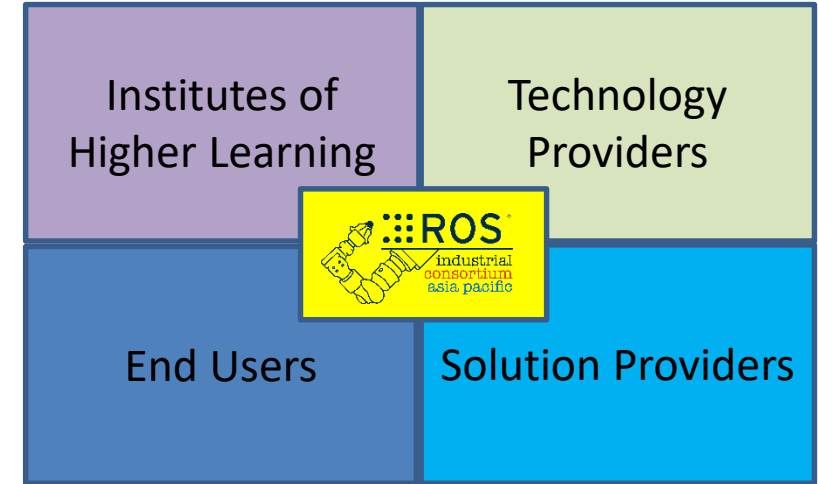 Institutes of
Higher Learning
Technology
Providers
ROS
industrial
consortium
asia pacific
End Users
Solution Providers